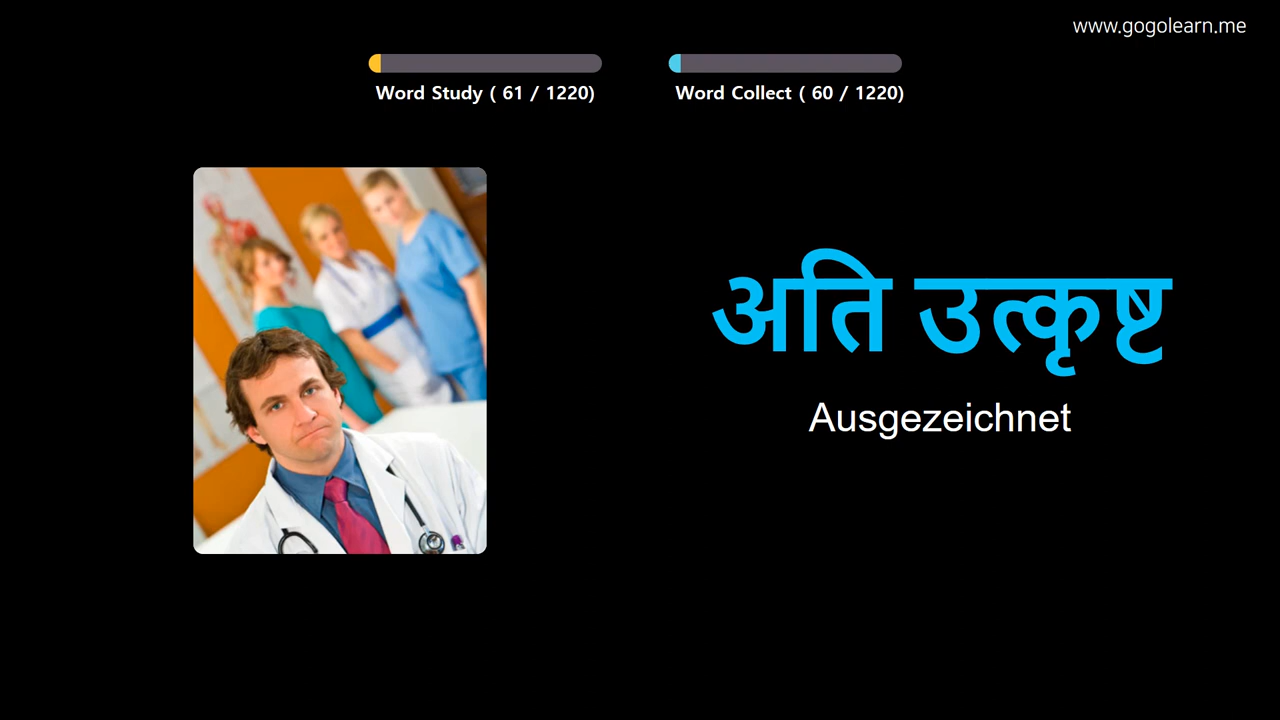 www.gogolearn.me
Word Study ( 61 / 1220)
Word Collect ( 60 / 1220)
अति उत्कृष्ट
Ausgezeichnet